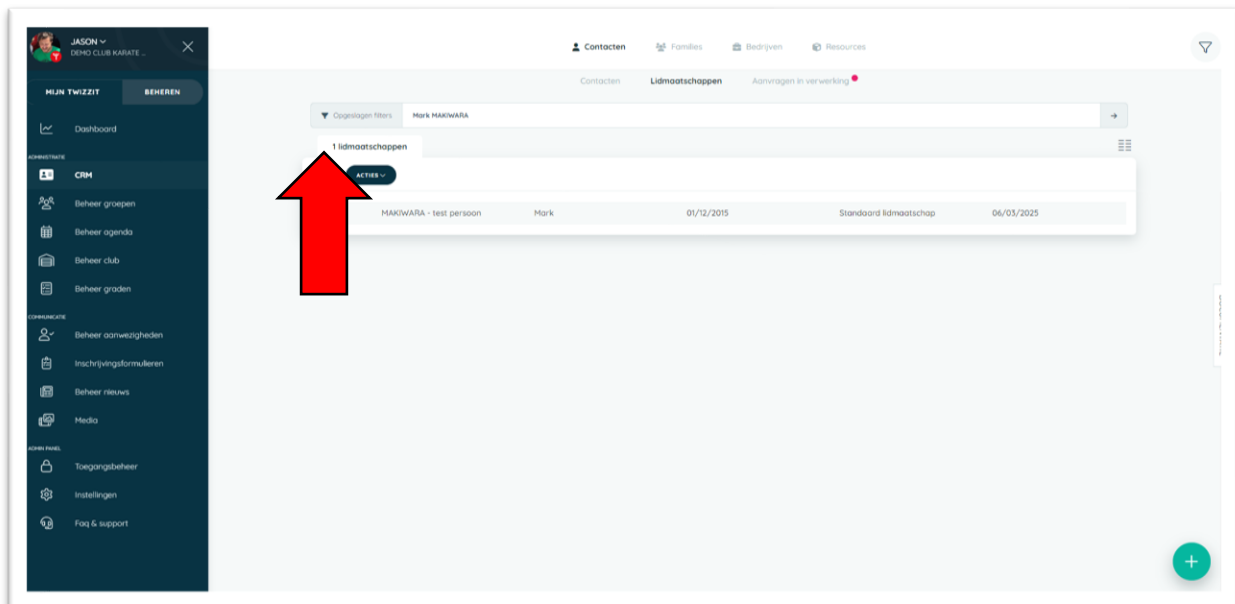 JASON
DEMO CLUB KARATE ...
MIJN TWIZZIT
BEHEREN
Dashboard
ADMINISTRATIE
CRM
Beheer groepen
Beheer agenda
Beheer club
Beheer graden
COMMUNICATIE
Beheer aanwezigheden
Inschrijvingsformulieren
Beheer nieuws
Media
ADMIN PANEL
Toegangsbeheer
Instellingen
Faq & support
Contacten Families Bedrijven Resources
Contacten Lidmaatschappen Aanvragen in verwerking
Opgeslagen filters Mark MAKIWARA
1 lidmaatschappen
ACTIES
MAKIWARA - test persoon Mark 01/12/2015 Standaard lidmaatschap 06/03/2025